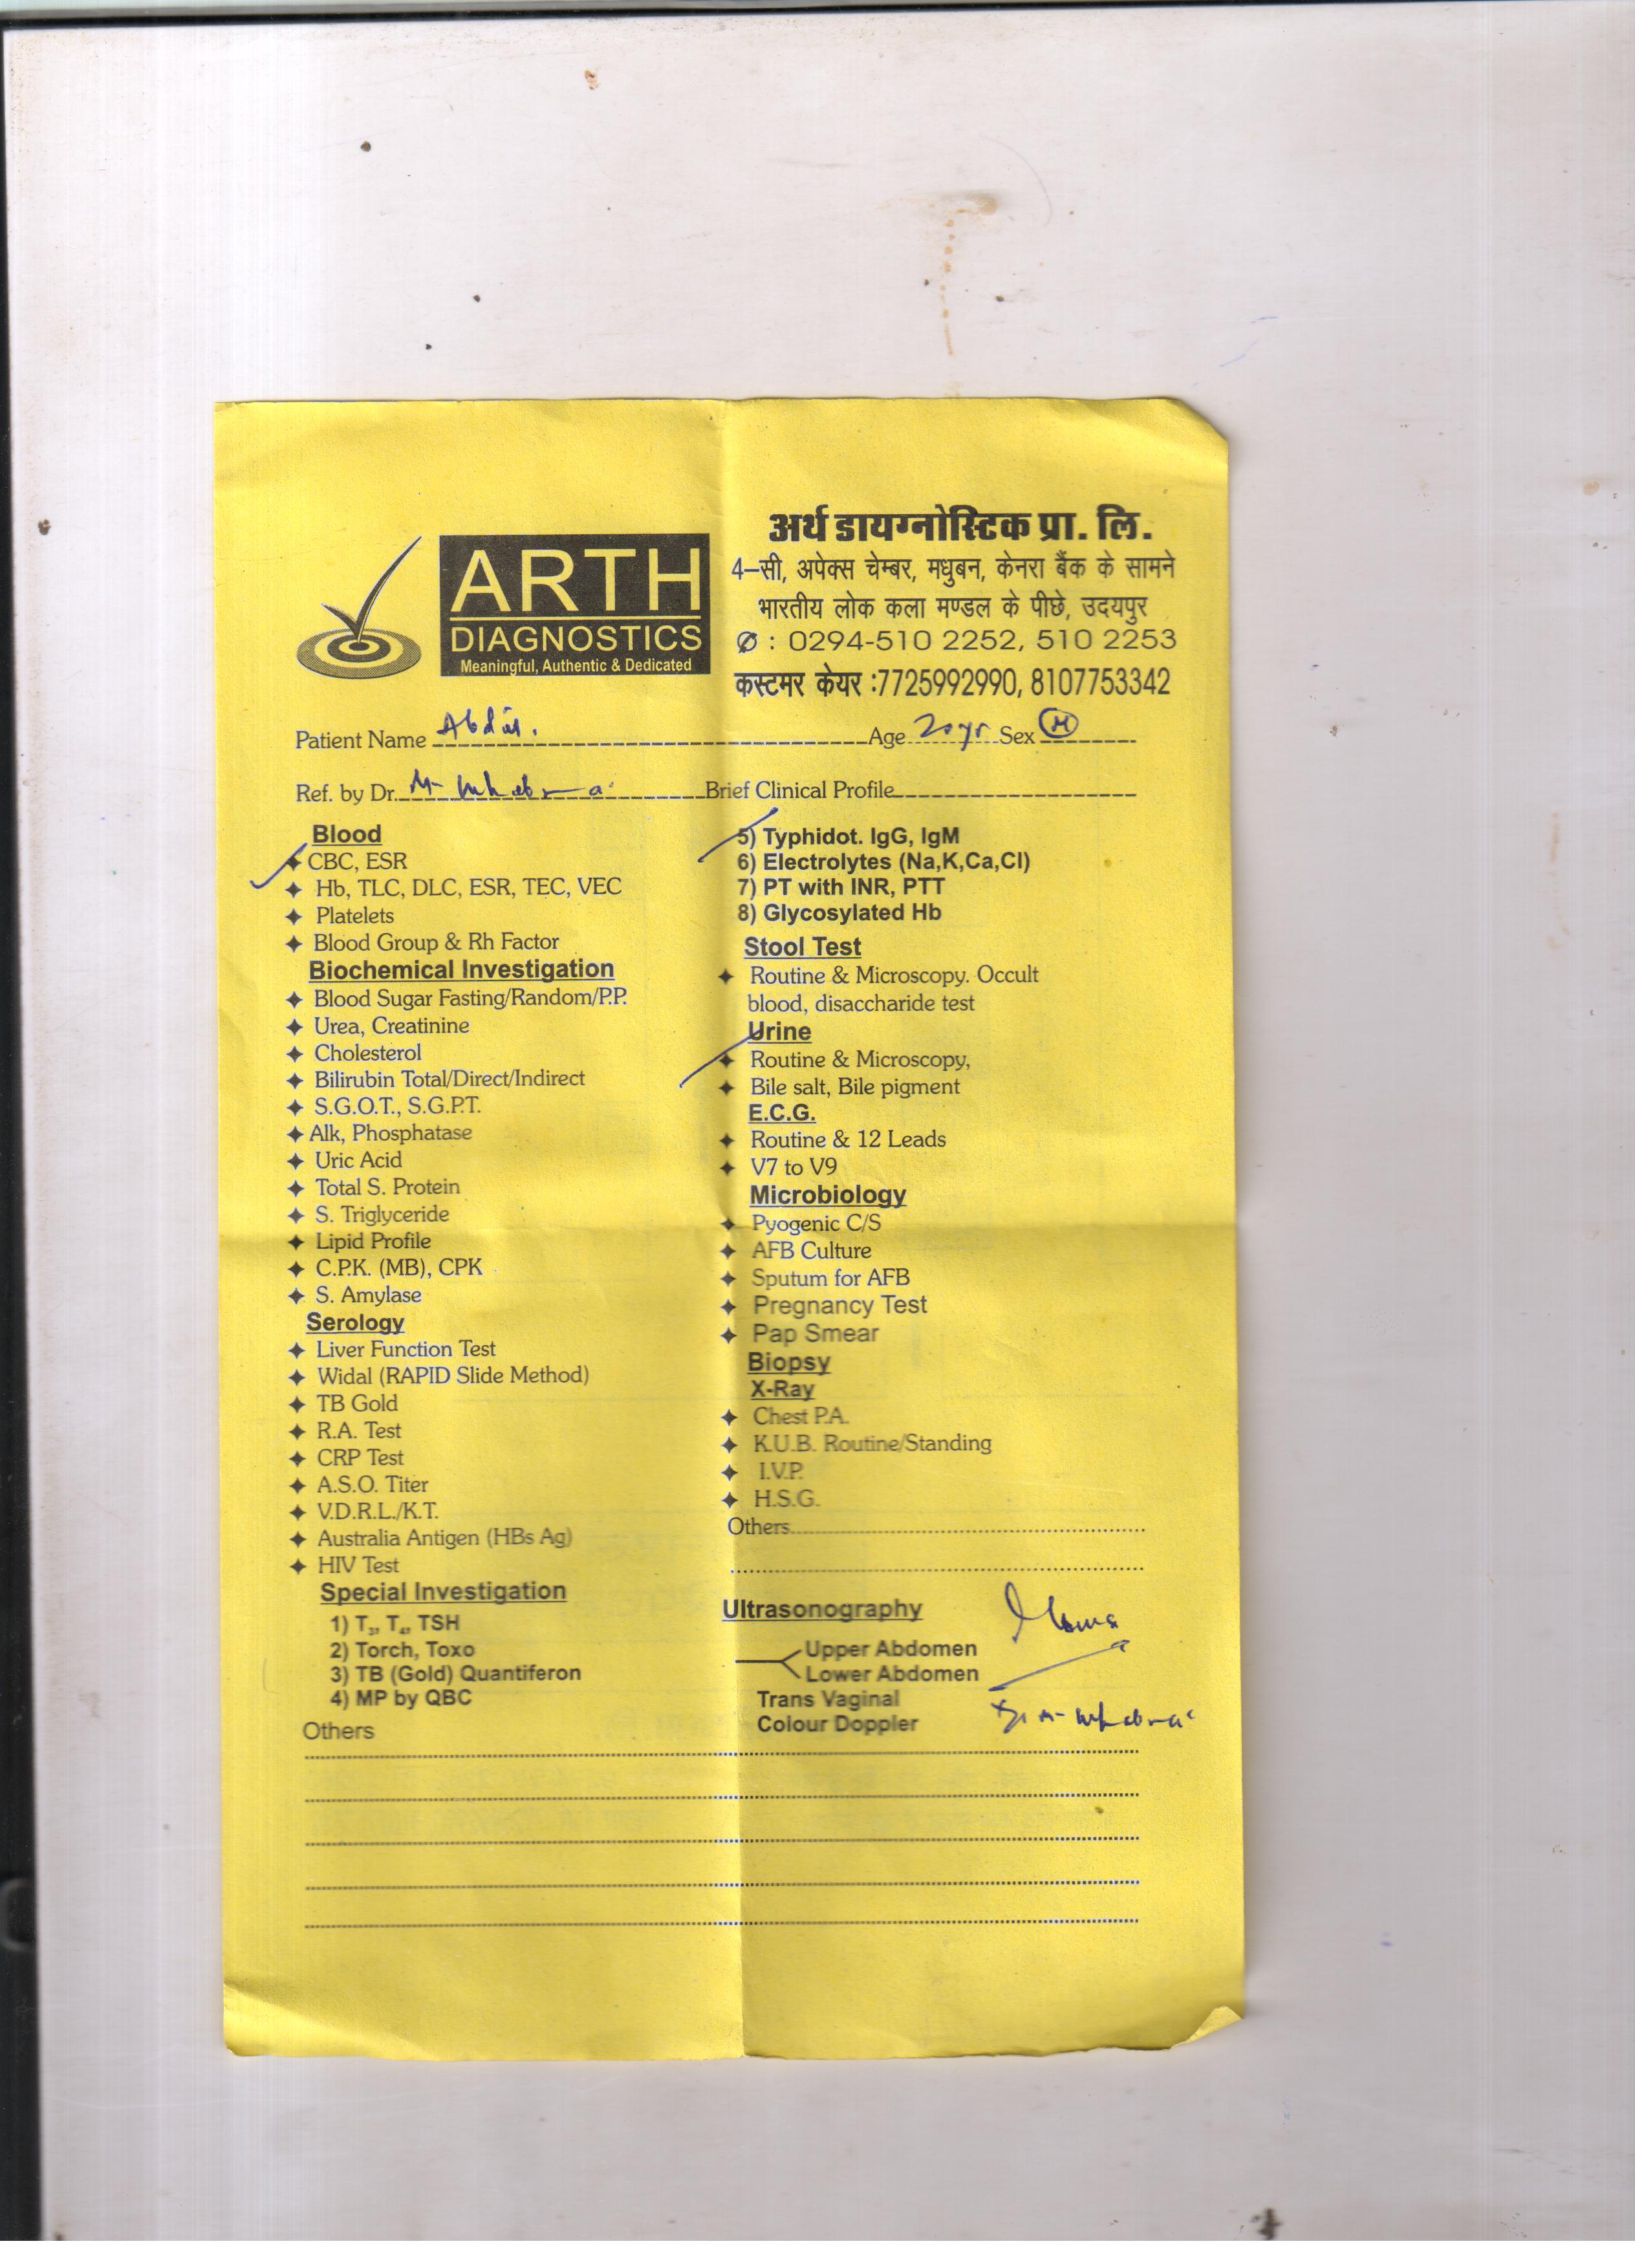 ARTH
DIAGNOSTICS
Meaningful, Authentic & Dedicated
अर्थ डायग्नोस्टिक प्रा. लि.
4–सी, अपेक्स चेम्बर, मधुबन, केनरा बैंक के सामने
भारतीय लोक कला मण्डल के पीछे, उदयपुर
: 0294-510 2252, 510 2253
कस्टमर केयर :7725992990, 8107753342
Patient Name Age 20 yr Sex M
Ref. by Dr. M Brief Clinical Profile
Blood
CBC, ESR
Hb, TLC, DLC, ESR, TEC, VEC
Platelets
Blood Group & Rh Factor
Biochemical Investigation
Blood Sugar Fasting/Random/P.P.
Urea, Creatinine
Cholesterol
Bilirubin Total/Direct/Indirect
S.G.O.T., S.G.P.T.
Alk, Phosphatase
Uric Acid
Total S. Protein
S. Triglyceride
Lipid Profile
C.P.K. (MB), CPK
S. Amylase
Serology
Liver Function Test
Widal (RAPID Slide Method)
TB Gold
R.A. Test
CRP Test
A.S.O. Titer
V.D.R.L./K.T.
Australia Antigen (HBs Ag)
HIV Test
Special Investigation
1) T3, T4, TSH
2) Torch, Toxo
3) TB (Gold) Quantiferon
4) MP by QBC
Others
5) Typhidot. IgG, IgM
6) Electrolytes (Na,K,Ca,Cl)
7) PT with INR, PTT
8) Glycosylated Hb
Stool Test
Routine & Microscopy. Occult
blood, disaccharide test
Urine
Routine & Microscopy,
Bile salt, Bile pigment
E.C.G.
Routine & 12 Leads
V7 to V9
Microbiology
Pyogenic C/S
AFB Culture
Sputum for AFB
Pregnancy Test
Pap Smear
Biopsy
X-Ray
Chest P.A.
K.U.B. Routine/Standing
I.V.P.
H.S.G.
Others
Ultrasonography
Upper Abdomen
Lower Abdomen
Trans Vaginal
Colour Doppler